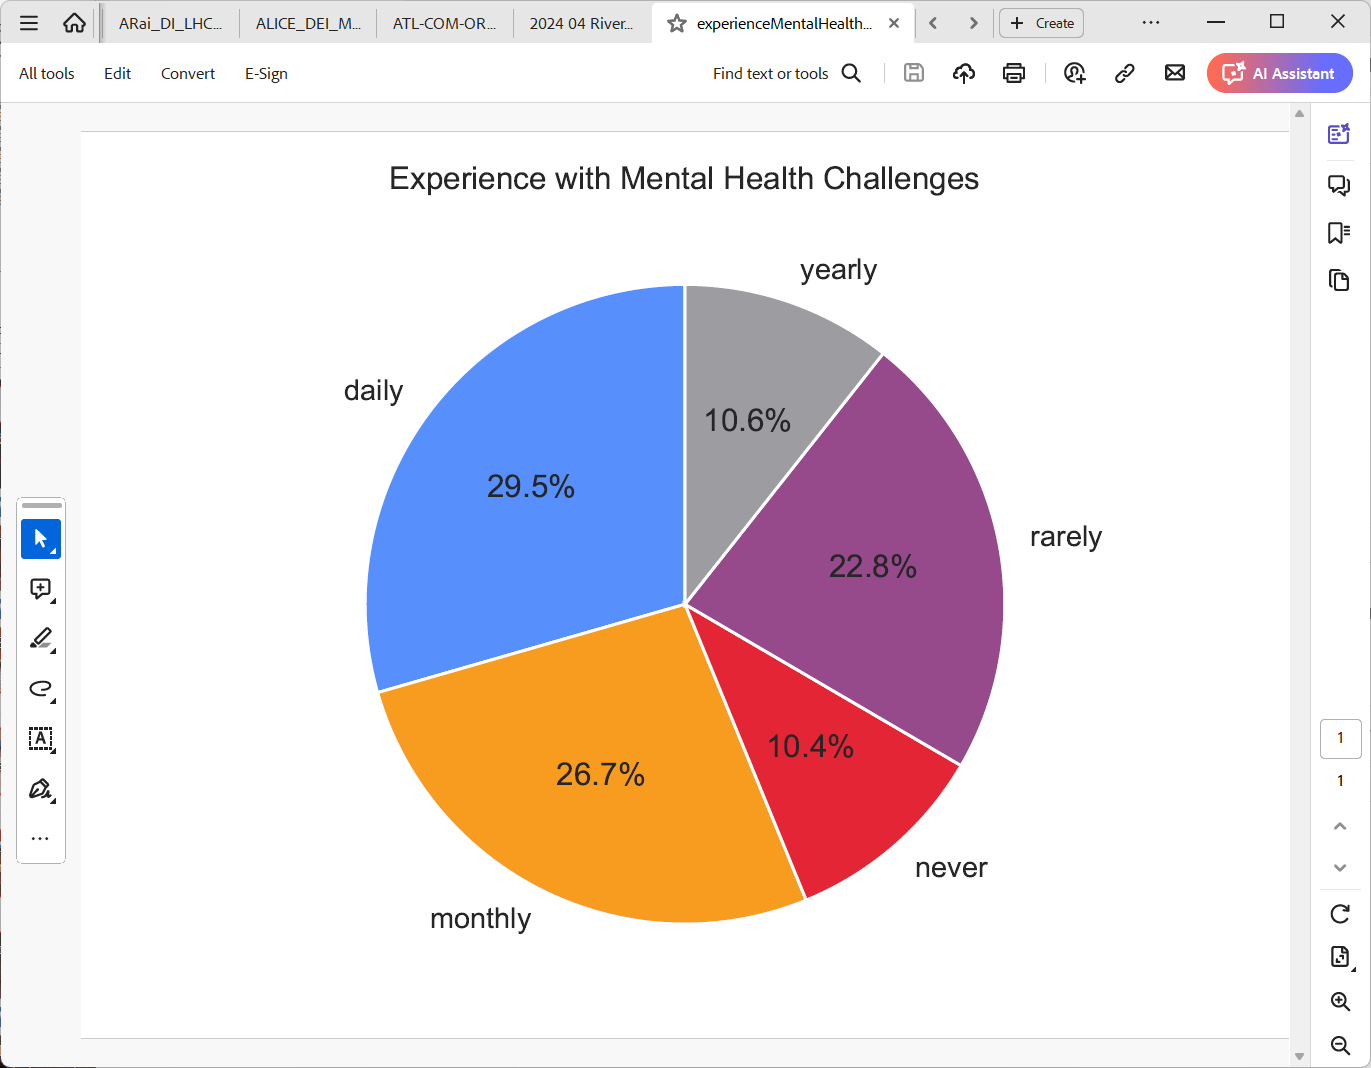 ARai_DI_LHC...
ALICE_DEI_M...
ATL-COM-OR...
2024 04 River...
experienceMentalHealth...
Create
All tools
Edit
Convert
E-Sign
Find text or tools
AI Assistant
Experience with Mental Health Challenges
yearly
daily
10.6%
29.5%
rarely
22.8%
10.4%
26.7%
never
monthly
A
1
1